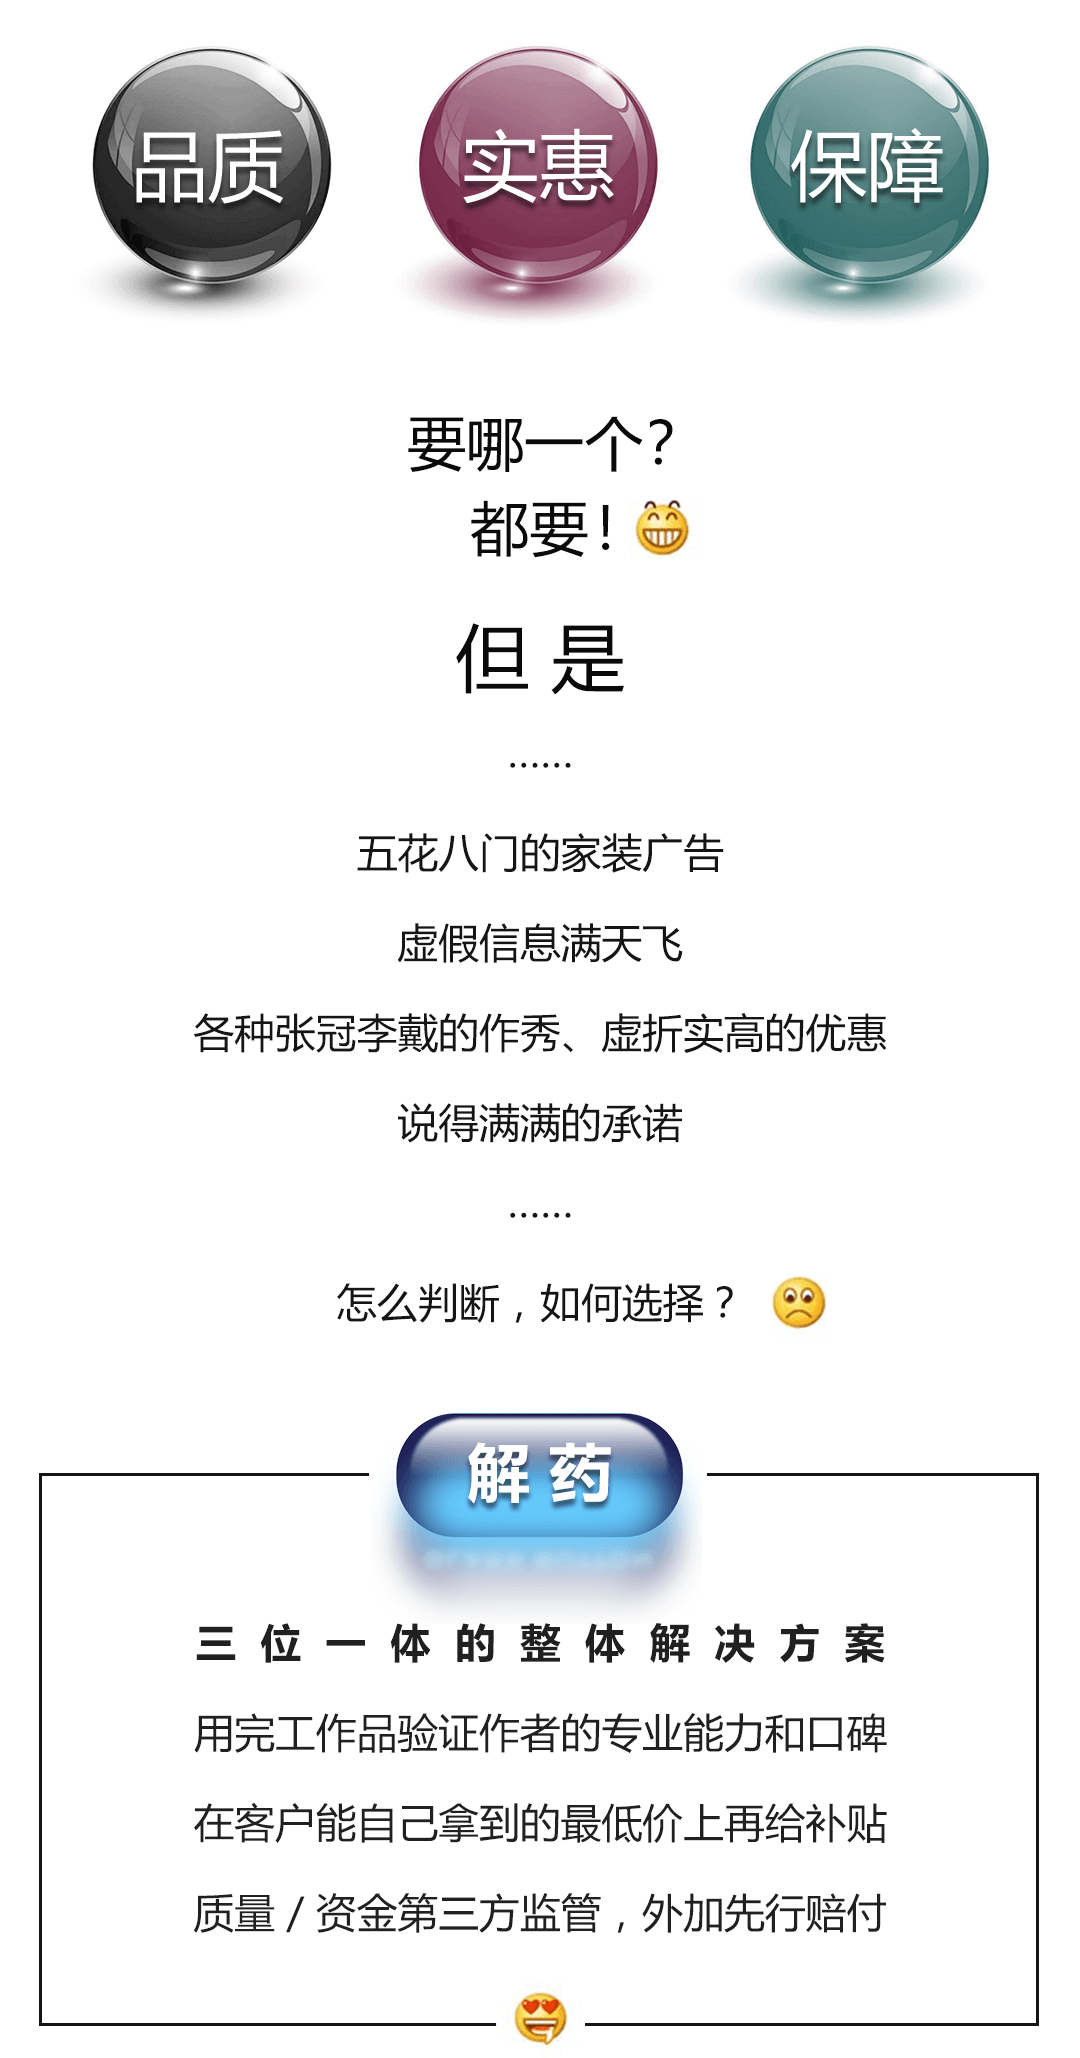 品质 实惠 保障
要哪一个？
都要！
但 是
……
五花八门的家装广告
虚假信息满天飞
各种张冠李戴的作秀、虚折实高的优惠
说得满满的承诺
……
怎么判断，如何选择？
解 药
三位一体的整体解决方案
用完工作品验证作者的专业能力和口碑
在客户能自己拿到的最低价上再给补贴
质量 / 资金第三方监管，外加先行赔付